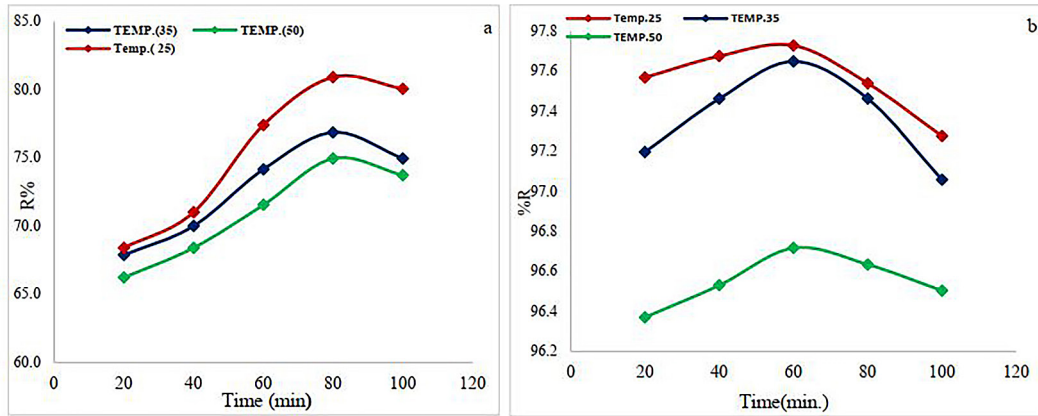 85.0
TEMP.(35)
TEMP.(50)
Temp.( 25)
a
80.0
75.0
R%
70.0
65.0
60.0
0
20
40
60
80
100
120
Time (min)
Temp.25
TEMP.35
TEMP.50
b
97.8
97.6
97.4
97.2
97.0
%R
96.8
96.6
96.4
96.2
0
20
40
60
80
100
120
Time(min.)